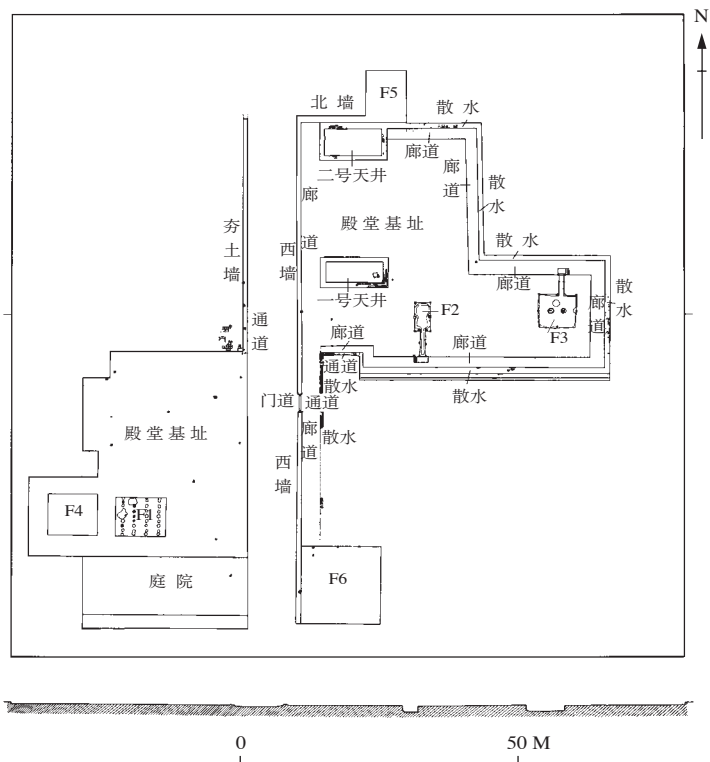 N
F5
北墙
散水
廊道
二号天井
廊道
散水
廊道
夯土墙
西墙
殿堂基址
散水
一号天井
廊道
散水
廊道
F2
F3
通道
廊道
廊道
通道
散水
散水
门道
通道
殿堂基址
廊道
散水
西墙
F4
F1
庭院
F6
0
50 M